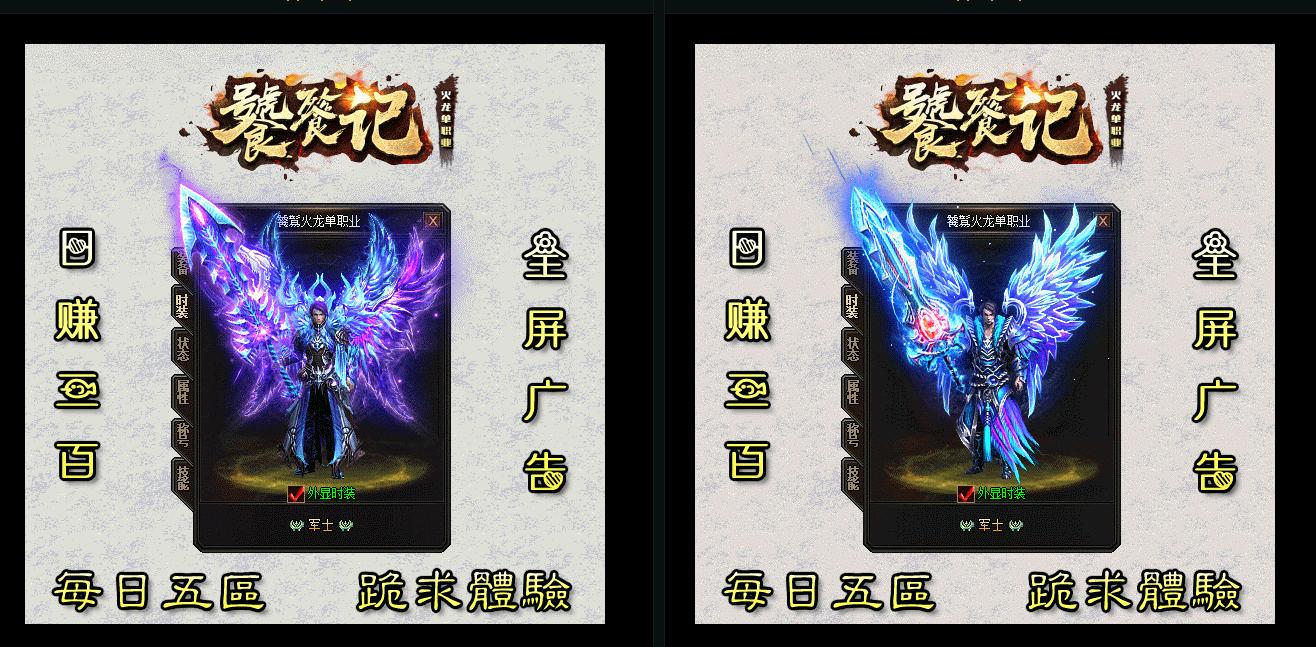 饕餮记
火龙单职业
饕餮火龙单职业
X
装备
时装
状态
属性
称号
技能
外显时装
军士
日赚五百
全屏广告
每日五區
跪求體驗
饕餮记
火龙单职业
饕餮火龙单职业
X
装备
时装
状态
属性
称号
技能
外显时装
军士
日赚五百
全屏广告
每日五區
跪求體驗